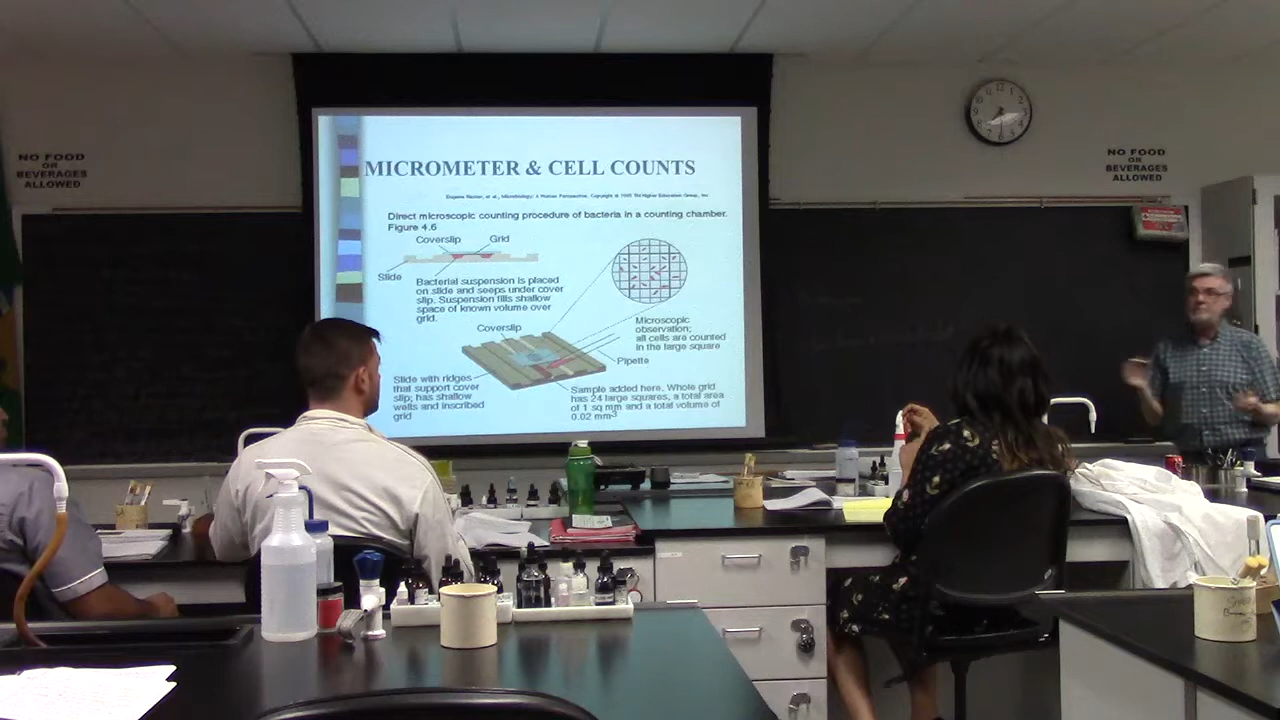 NO FOOD
OR
BEVERAGES
ALLOWED
MICROMETER & CELL COUNTS
Direct microscopic counting procedure of bacteria in a counting chamber.
Figure 4.6
Coverslip
Grid
Slide
Bacterial suspension is placed
on slide and seeps under cover
slip. Suspension fills shallow
space of known volume over
grid.
Coverslip
Microscopic
observation;
all cells are counted
in the large square
Pipette
Slide with ridges
that support cover
slip; has shallow
wells and inscribed
grid
Sample added here. Whole grid
has 24 large squares, a total area
of 1 sq mm and a total volume of
0.02 mm³
12
NO FOOD
OR
BEVERAGES
ALLOWED